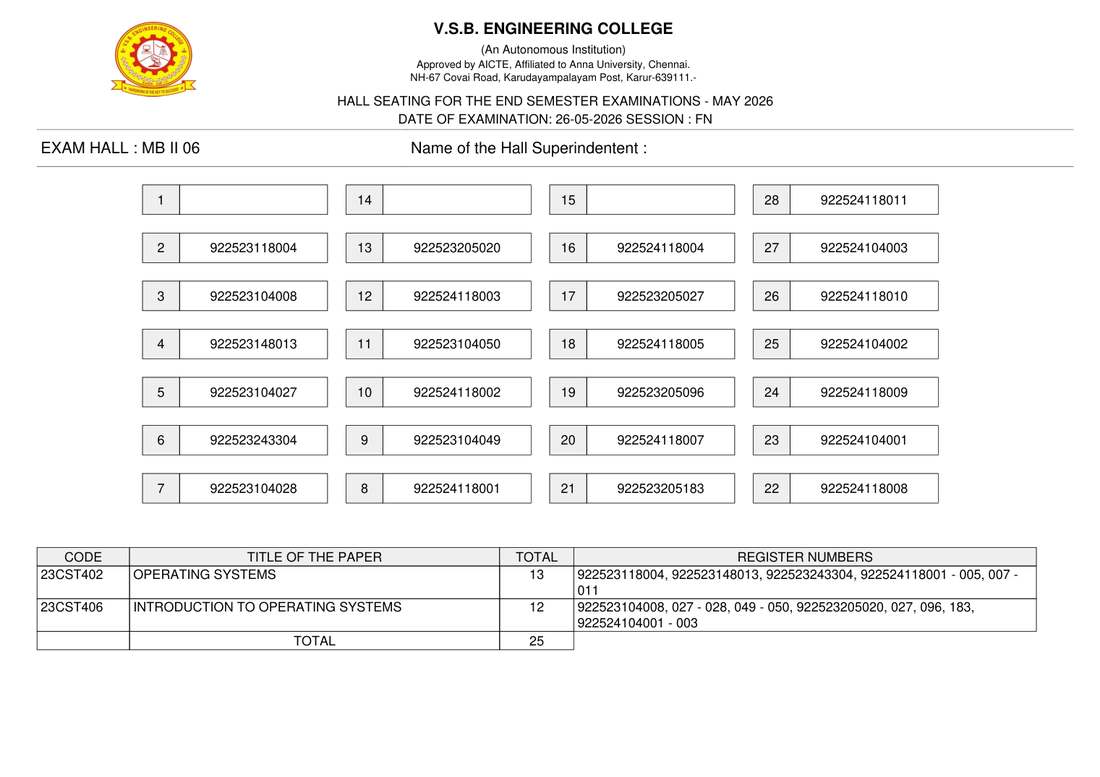 V.S.B. ENGINEERING COLLEGE
(An Autonomous Institution)
Approved by AICTE, Affiliated to Anna University, Chennai.
NH-67 Covai Road, Karudayampalayam Post, Karur-639111.-
HALL SEATING FOR THE END SEMESTER EXAMINATIONS - MAY 2026
DATE OF EXAMINATION: 26-05-2026 SESSION : FN
EXAM HALL : MB II 06 Name of the Hall Superindentent :
1 14 15 28 922524118011
2 922523118004 13 922523205020 16 922524118004 27 922524104003
3 922523104008 12 922524118003 17 922523205027 26 922524118010
4 922523148013 11 922523104050 18 922524118005 25 922524104002
5 922523104027 10 922524118002 19 922523205096 24 922524118009
6 922523243304 9 922523104049 20 922524118007 23 922524104001
7 922523104028 8 922524118001 21 922523205183 22 922524118008
CODE TITLE OF THE PAPER TOTAL REGISTER NUMBERS
23CST402 OPERATING SYSTEMS 13 922523118004, 922523148013, 922523243304, 922524118001 - 005, 007 -
011
23CST406 INTRODUCTION TO OPERATING SYSTEMS 12 922523104008, 027 - 028, 049 - 050, 922523205020, 027, 096, 183,
922524104001 - 003
TOTAL 25